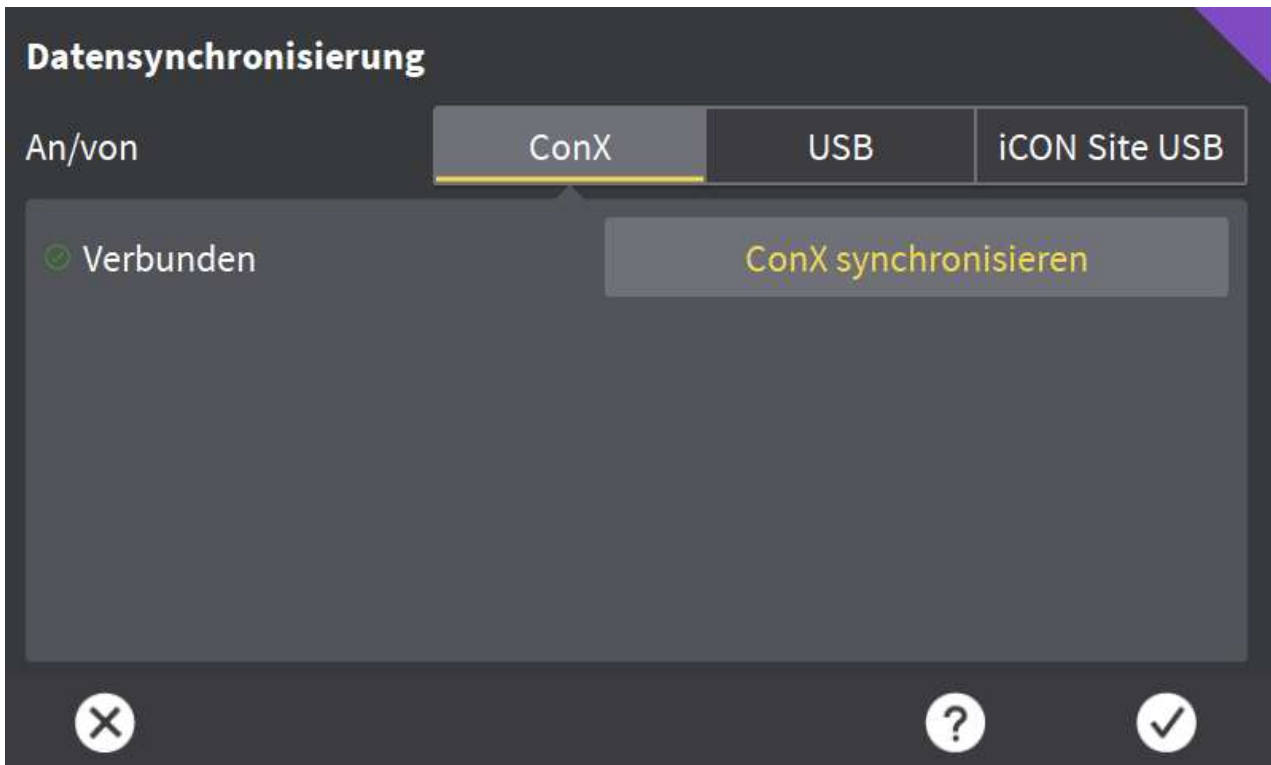 Datensynchronisierung
An/von ConX USB iCON Site USB
Verbunden ConX synchronisieren
?